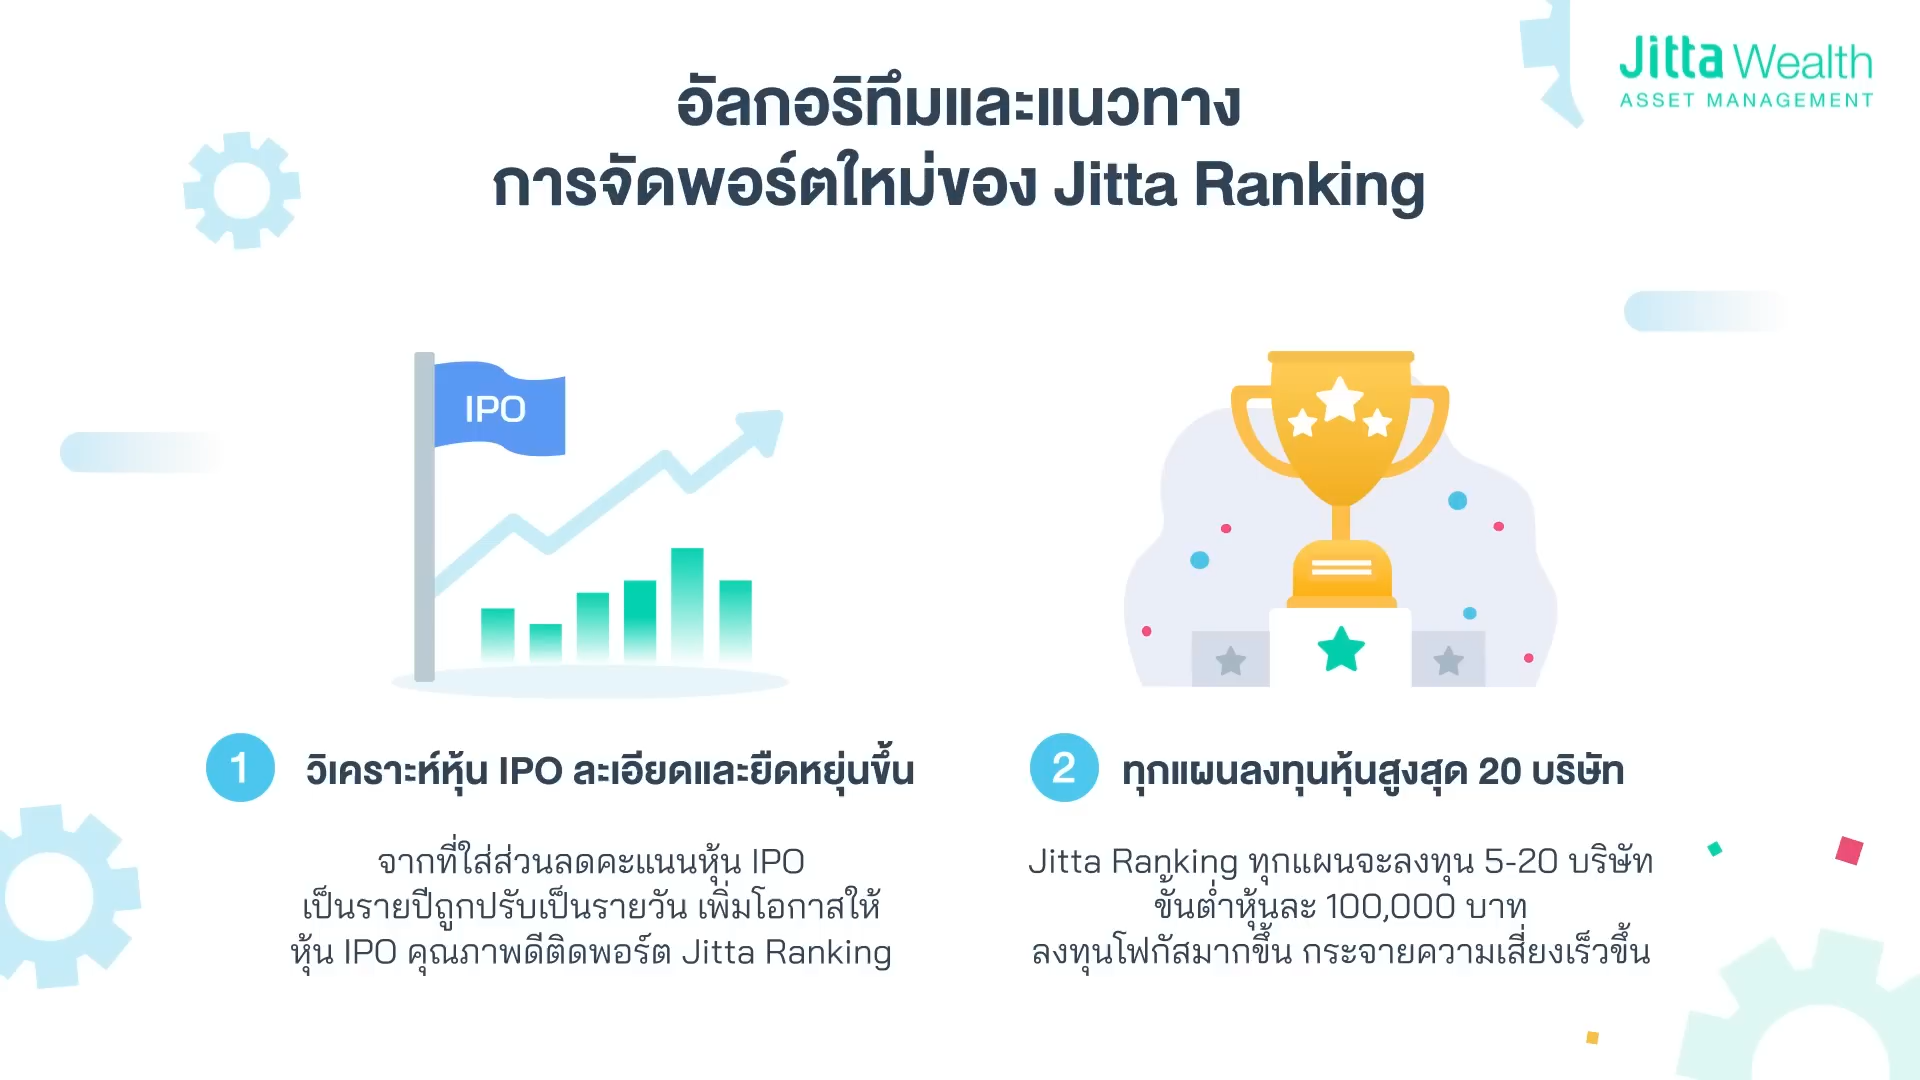 Jitta Wealth
ASSET MANAGEMENT
อัลกอริทึมและแนวทาง
การจัดพอร์ตใหม่ของ Jitta Ranking
IPO
1 วิเคราะห์หุ้น IPO ละเอียดและยืดหยุ่นขึ้น
จากที่ใส่ส่วนลดคะแนนหุ้น IPO
เป็นรายปีถูกปรับเป็นรายวัน เพิ่มโอกาสให้
หุ้น IPO คุณภาพดีติดพอร์ต Jitta Ranking
2 ทุกแผนลงทุนหุ้นสูงสุด 20 บริษัท
Jitta Ranking ทุกแผนจะลงทุน 5-20 บริษัท
ขั้นต่ำหุ้นละ 100,000 บาท
ลงทุนโฟกัสมากขึ้น กระจายความเสี่ยงเร็วขึ้น